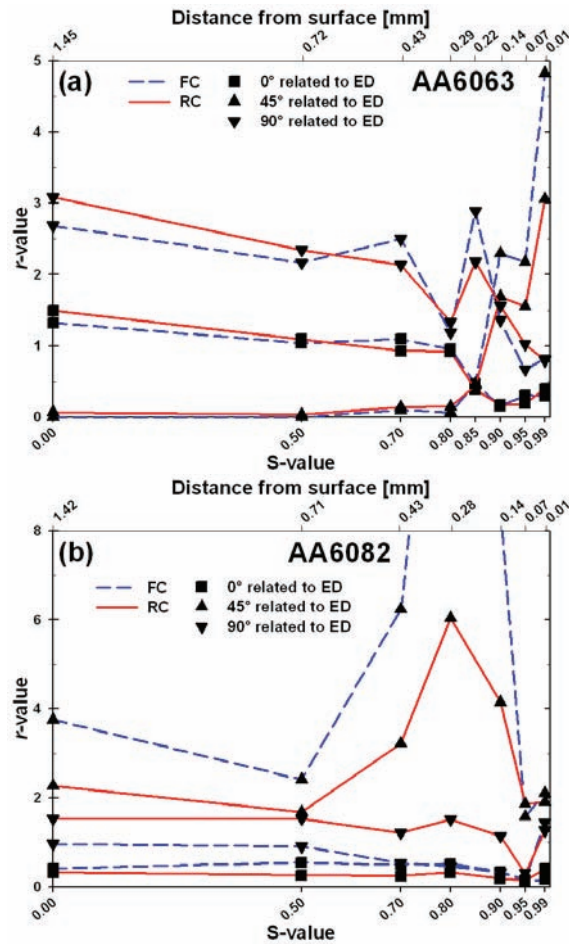 Distance from surface [mm]
1.45 0.72 0.43 0.29 0.22 0.14 0.07 0.01
(a) FC 0° related to ED AA6063
RC 45° related to ED
90° related to ED
5
4
3
2
1
0
r-value
0.00 0.50 0.70 0.80 0.85 0.90 0.95 0.99
S-value
Distance from surface [mm]
1.42 0.71 0.43 0.28 0.14 0.07 0.01
(b) AA6082
FC 0° related to ED
RC 45° related to ED
90° related to ED
8
6
4
2
0
r-value
0.00 0.50 0.70 0.80 0.90 0.95 0.99
S-value